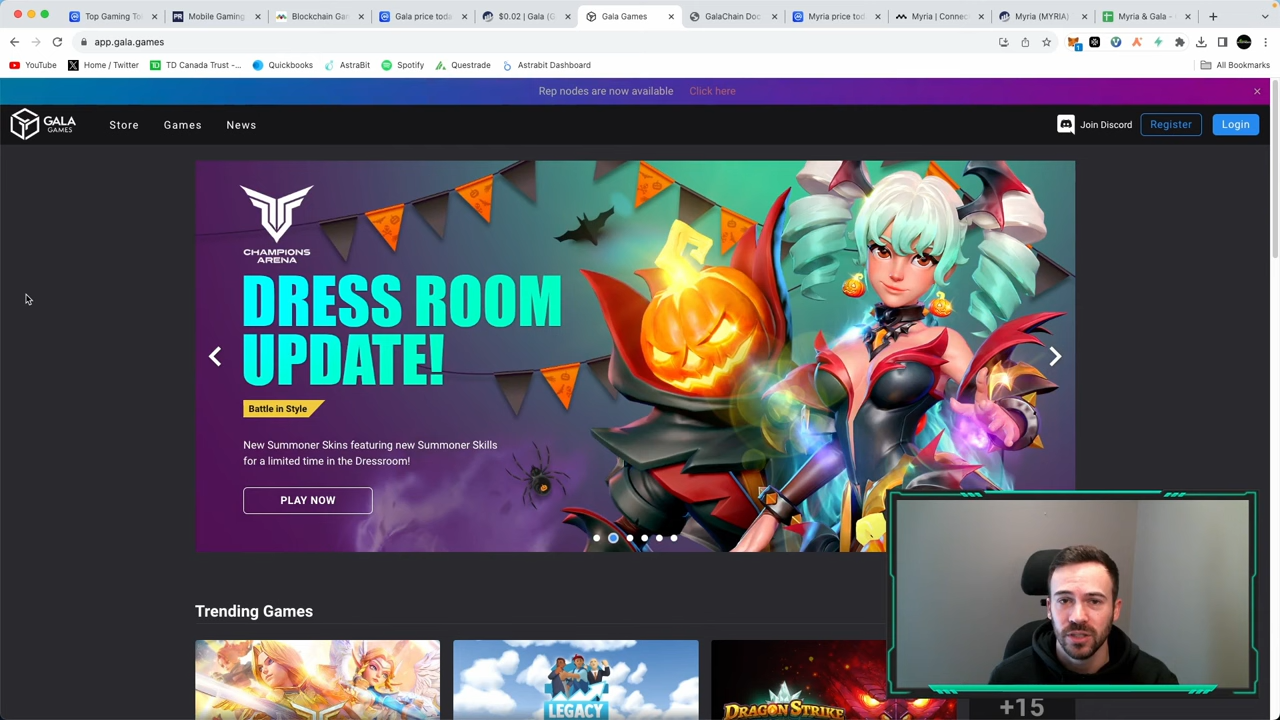 Top Gaming To
Mobile Gaming
Blockchain Gar
Gala price toda
$0.02 | Gala (G
Gala Games
GalaChain Doc
Myria price tod
Myria | Connec
Myria (MYRIA)
Myria & Gala -
app.gala.games
1
YouTube
Home / Twitter
TD Canada Trust -...
Quickbooks
AstraBit
Spotify
Questrade
Astrabit Dashboard
All Bookmarks
Rep nodes are now available Click here
GALA
GAMES
Store
Games
News
Join Discord
Register
Login
CHAMPIONS
ARENA
DRESS ROOM
UPDATE!
Battle in Style
New Summoner Skins featuring new Summoner Skills
for a limited time in the Dressroom!
PLAY NOW
Trending Games
LEGACY
DRAGON STRIKE
+15